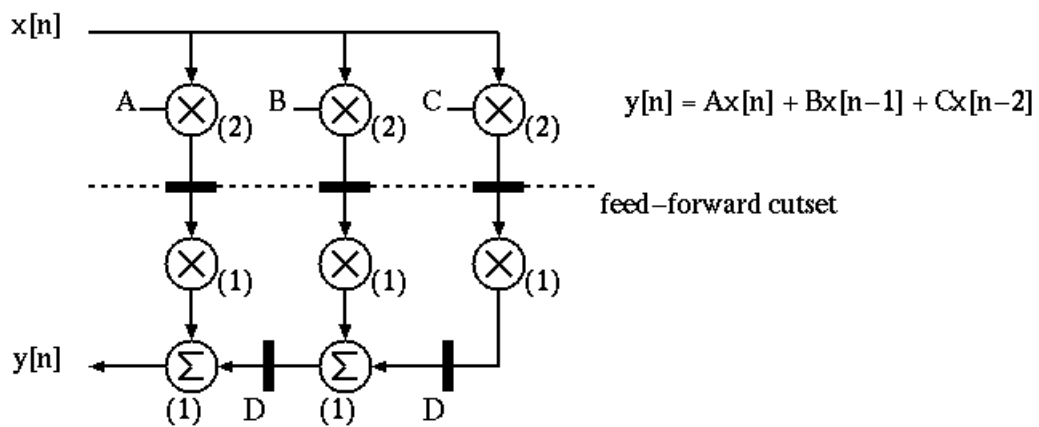 x[n]
A B C y[n] = Ax[n] + Bx[n−1] + Cx[n−2]
(2) (2) (2)
feed−forward cutset
(1) (1) (1)
y[n] Σ Σ
(1) D (1) D